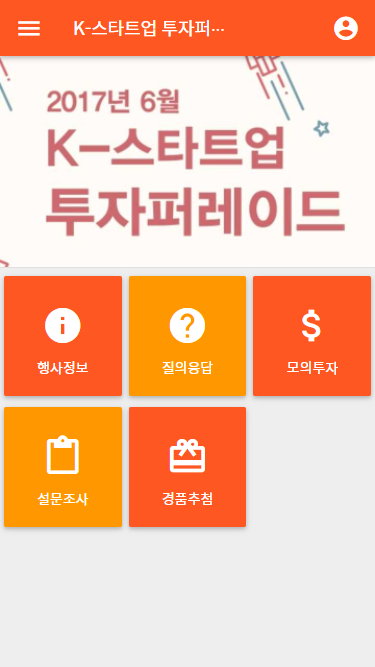 K-스타트업 투자퍼...
2017년 6월
K-스타트업
투자퍼레이드
행사정보
질의응답
모의투자
설문조사
경품추첨